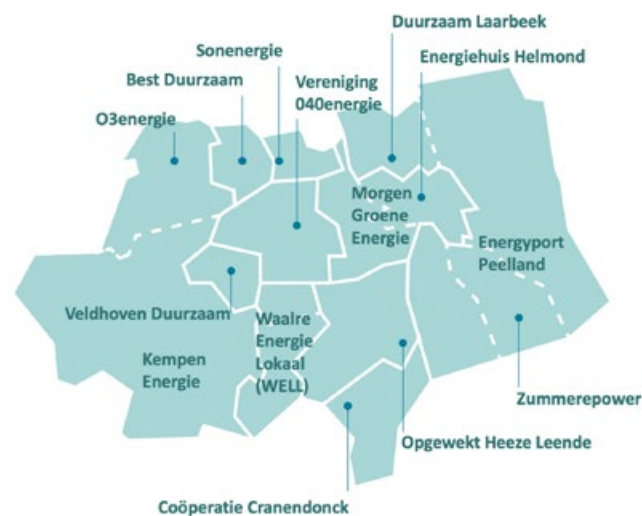 Duurzaam Laarbeek
Sonenergie
Energiehuis Helmond
Best Duurzaam
Vereniging
040energie
O3energie
Morgen
Groene
Energie
Energyport
Peelland
Veldhoven Duurzaam
Waalre
Energie
Lokaal
(WELL)
Kempen
Energie
Zummerepower
Opgewekt Heeze Leende
Coöperatie Cranendonck